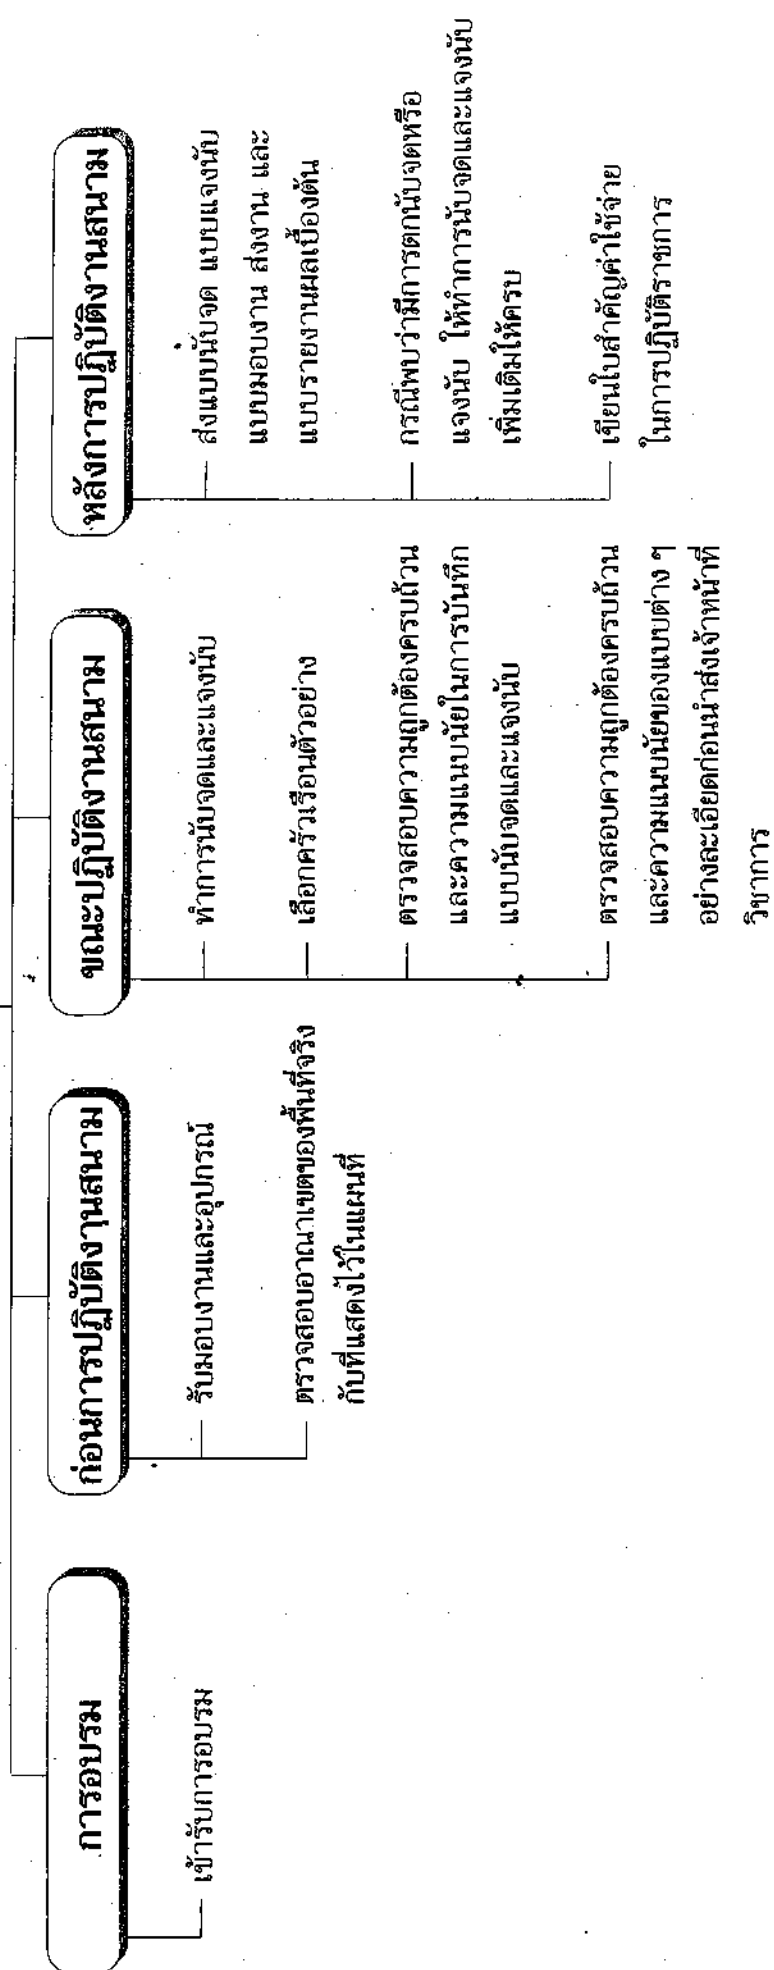 การอบรม
เข้ารับการอบรม
ก่อนการปฏิบัติงานสนาม
รับมอบงานและอุปกรณ์
ตรวจสอบอาณาเขตของพื้นที่จริง
กับที่แสดงไว้ในแผนที่
ขณะปฏิบัติงานสนาม
ทำการนับจดและแจงนับ
เลือกครัวเรือนตัวอย่าง
ตรวจสอบความถูกต้องครบถ้วน
และความแนบนัยในการบันทึก
แบบนับจดและแจงนับ
ตรวจสอบความถูกต้องครบถ้วน
และความแนบนัยของแบบต่าง ๆ
อย่างละเอียดก่อนนำส่งเจ้าหน้าที่
วิชาการ
หลังการปฏิบัติงานสนาม
ส่งแบบนับจด แบบแจงนับ
แบบมอบงาน ส่งงาน และ
แบบรายงานผลเบื้องต้น
กรณีพบว่ามีการตกนับจดหรือ
แจงนับ ให้ทำการนับจดและแจงนับ
เพิ่มเติมให้ครบ
เขียนใบสำคัญค่าใช้จ่าย
ในการปฏิบัติราชการ